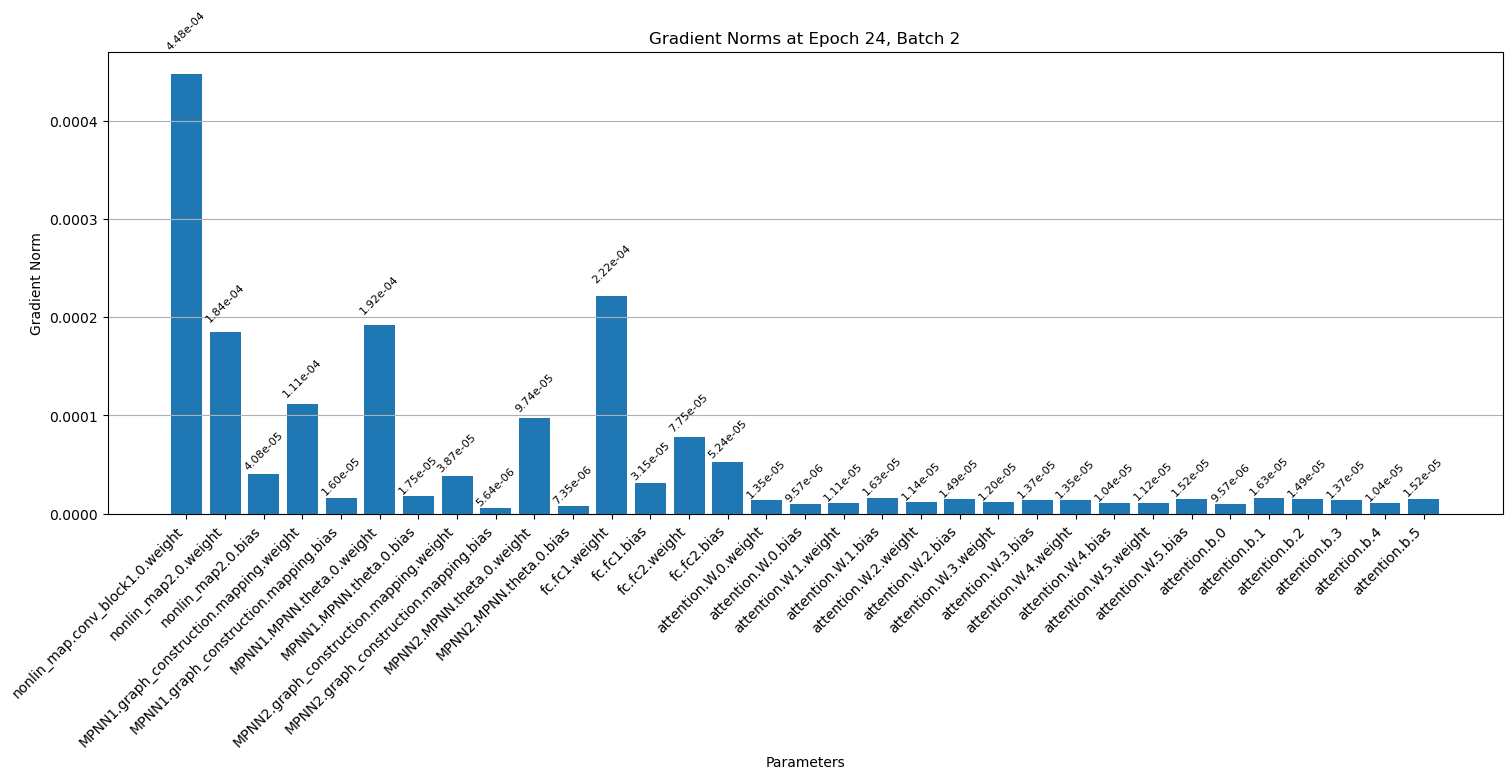 Gradient Norms at Epoch 24, Batch 2
Gradient Norm
0.0004
0.0003
0.0002
0.0001
0.0000
4.48e-04
1.84e-04
4.08e-05
1.11e-04
1.60e-05
1.92e-04
1.75e-05
3.87e-05
5.64e-06
9.74e-05
7.35e-06
2.22e-04
3.15e-05
7.75e-05
5.24e-05
1.35e-05
9.57e-06
1.11e-05
1.63e-05
1.14e-05
1.49e-05
1.20e-05
1.37e-05
1.35e-05
1.04e-05
1.12e-05
1.52e-05
9.57e-06
1.63e-05
1.49e-05
1.37e-05
1.04e-05
1.52e-05
nonlin_map.conv_block1.0.weight
nonlin_map2.0.weight
nonlin_map2.0.bias
MPNN1.graph_construction.mapping.weight
MPNN1.graph_construction.mapping.bias
MPNN1.MPNN.theta.0.weight
MPNN1.MPNN.theta.0.bias
MPNN2.graph_construction.mapping.weight
MPNN2.graph_construction.mapping.bias
MPNN2.MPNN.theta.0.weight
MPNN2.MPNN.theta.0.bias
fc.fc1.weight
fc.fc1.bias
fc.fc2.weight
fc.fc2.bias
attention.W.0.weight
attention.W.0.bias
attention.W.1.weight
attention.W.1.bias
attention.W.2.weight
attention.W.2.bias
attention.W.3.weight
attention.W.3.bias
attention.W.4.weight
attention.W.4.bias
attention.W.5.weight
attention.W.5.bias
attention.b.0
attention.b.1
attention.b.2
attention.b.3
attention.b.4
attention.b.5
Parameters